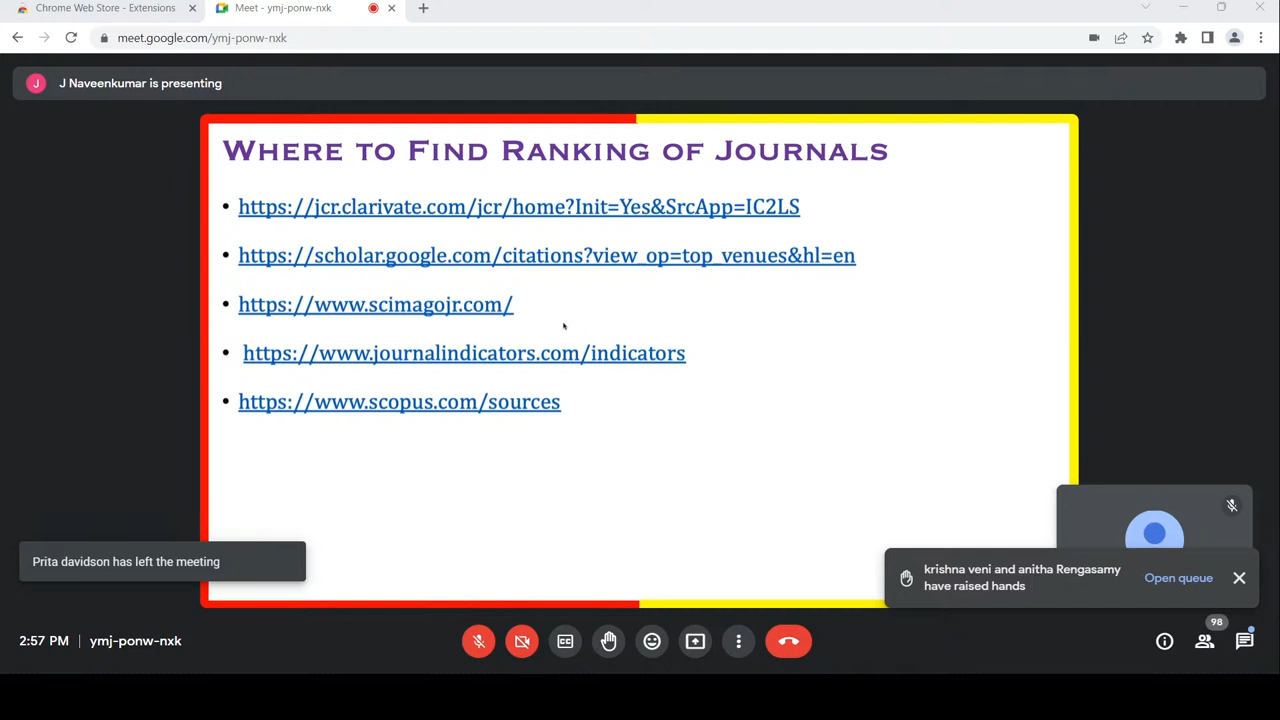 Chrome Web Store - Extensions
Meet - ymj-ponw-nxk
meet.google.com/ymj-ponw-nxk
J
J Naveenkumar is presenting
WHERE TO FIND RANKING OF JOURNALS
• https://jcr.clarivate.com/jcr/home?Init=Yes&SrcApp=IC2LS
• https://scholar.google.com/citations?view_op=top_venues&hl=en
• https://www.scimagojr.com/
• https://www.journalindicators.com/indicators
• https://www.scopus.com/sources
Prita davidson has left the meeting
krishna veni and anitha Rengasamy
have raised hands
Open queue
2:57 PM | ymj-ponw-nxk
98